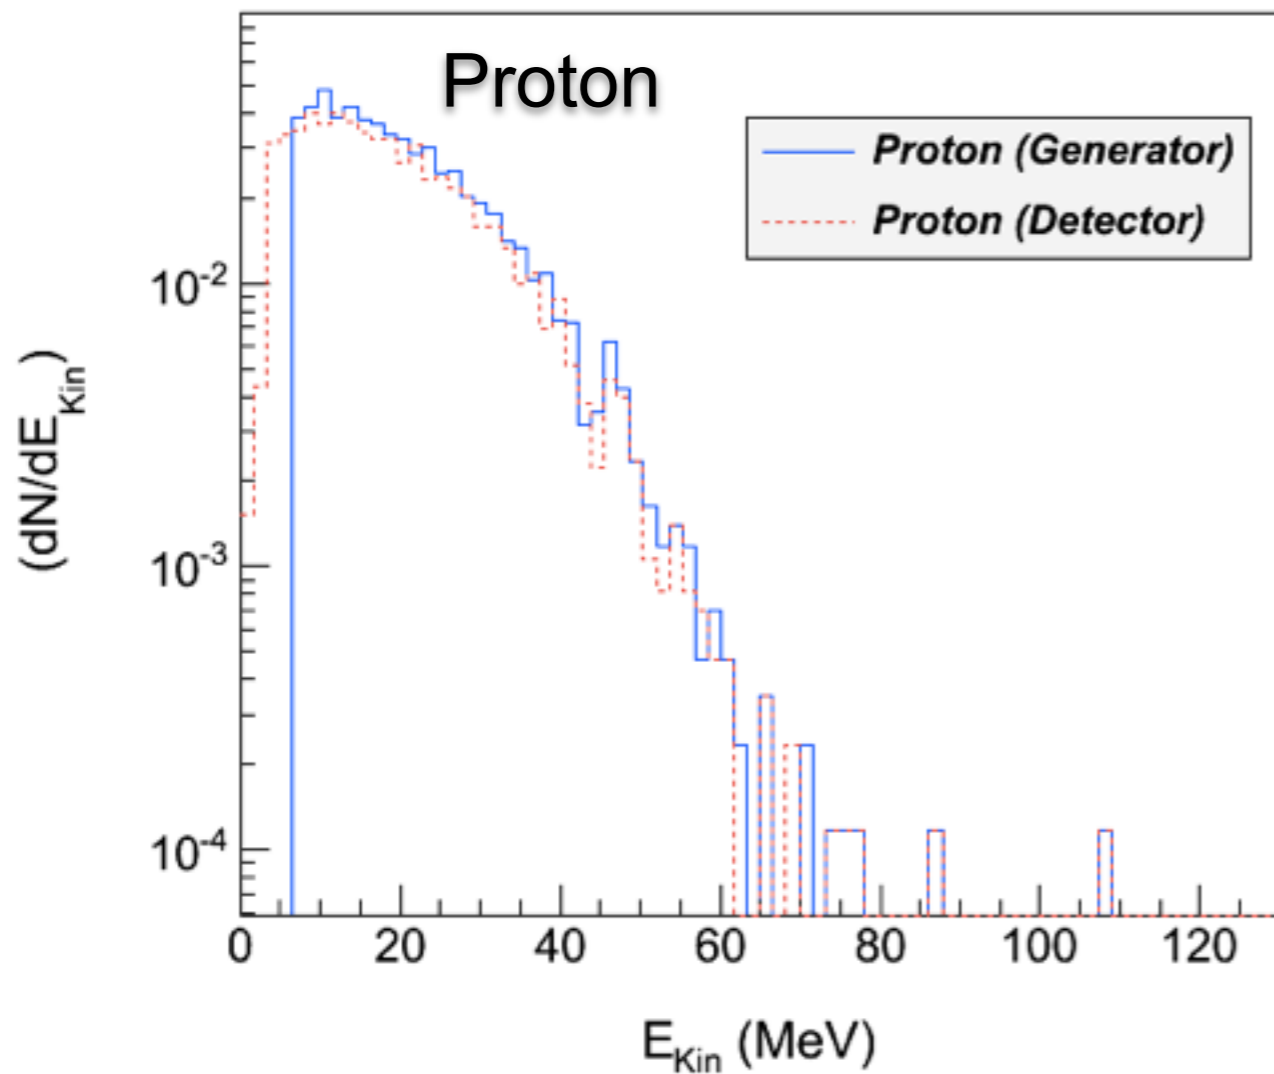 Proton
Proton (Generator)
Proton (Detector)
10⁻²
10⁻³
10⁻⁴
(dN/dE_Kin)
0 20 40 60 80 100 120
E_Kin (MeV)